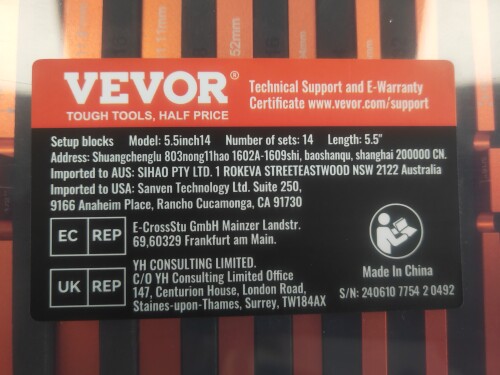 1.11mm
52mm
VEVOR®
TOUGH TOOLS, HALF PRICE
Technical Support and E-Warranty
Certificate www.vevor.com/support
Setup blocks Model: 5.5inch14 Number of sets: 14 Length: 5.5"
Address: Shuangchenglu 803nong11hao 1602A-1609shi, baoshanqu, shanghai 200000 CN.
Imported to AUS: SIHAO PTY LTD. 1 ROKEVA STREETEASTWOOD NSW 2122 Australia
Imported to USA: Sanven Technology Ltd. Suite 250,
9166 Anaheim Place, Rancho Cucamonga, CA 91730
EC REP
E-CrossStu GmbH Mainzer Landstr.
69,60329 Frankfurt am Main.
UK REP
YH CONSULTING LIMITED.
C/O YH Consulting Limited Office
147, Centurion House, London Road,
Staines-upon-Thames, Surrey, TW184AX
Made In China
S/N: 240610 7754 2 0492